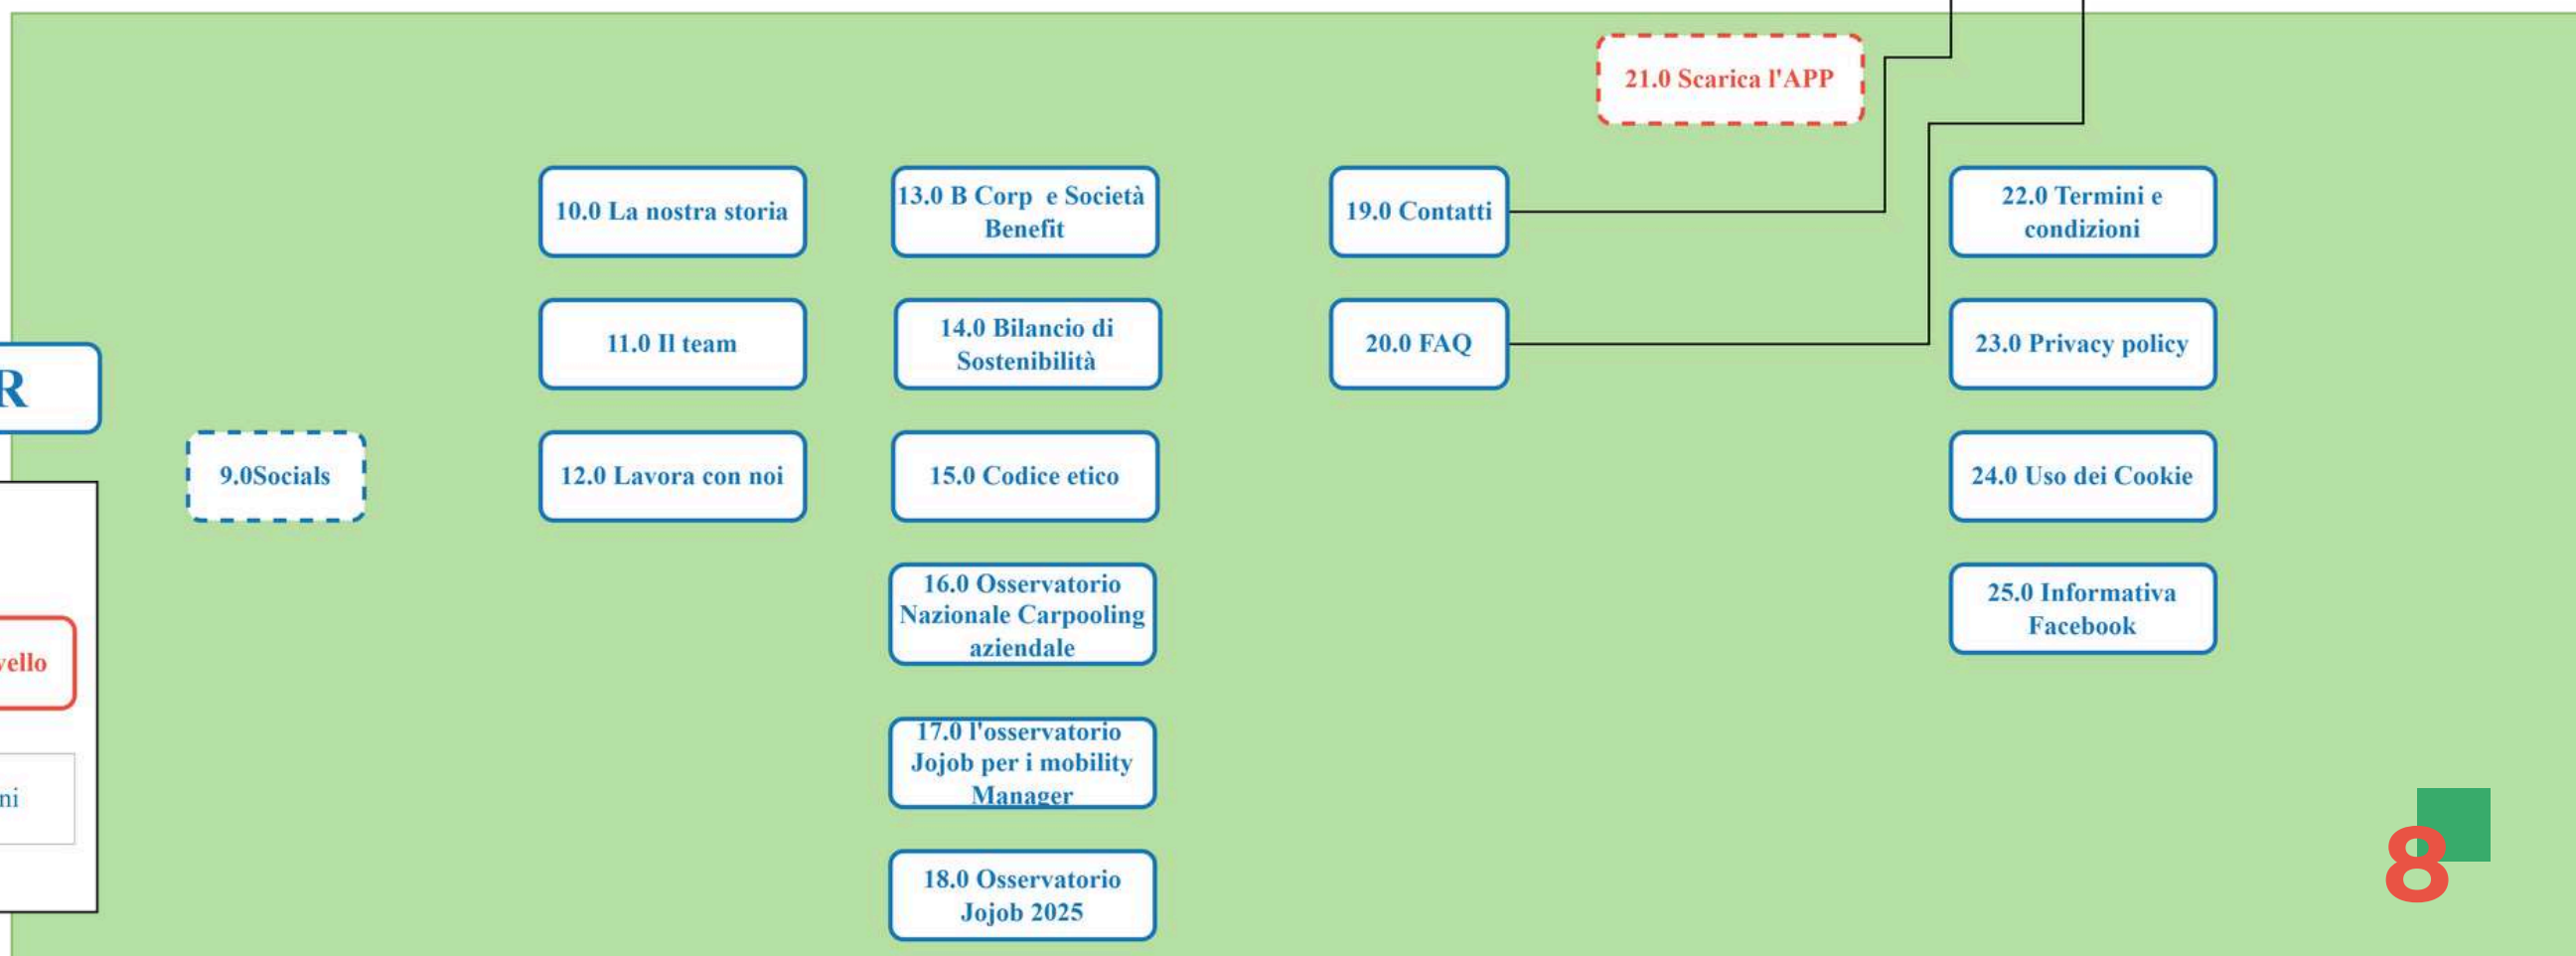 21.0 Scarica l'APP
10.0 La nostra storia
13.0 B Corp e Società
Benefit
19.0 Contatti
22.0 Termini e
condizioni
11.0 Il team
14.0 Bilancio di
Sostenibilità
20.0 FAQ
23.0 Privacy policy
R
9.0Socials
12.0 Lavora con noi
15.0 Codice etico
24.0 Uso dei Cookie
16.0 Osservatorio
Nazionale Carpooling
aziendale
25.0 Informativa
Facebook
17.0 l'osservatorio
Jojob per i mobility
Manager
18.0 Osservatorio
Jojob 2025
8